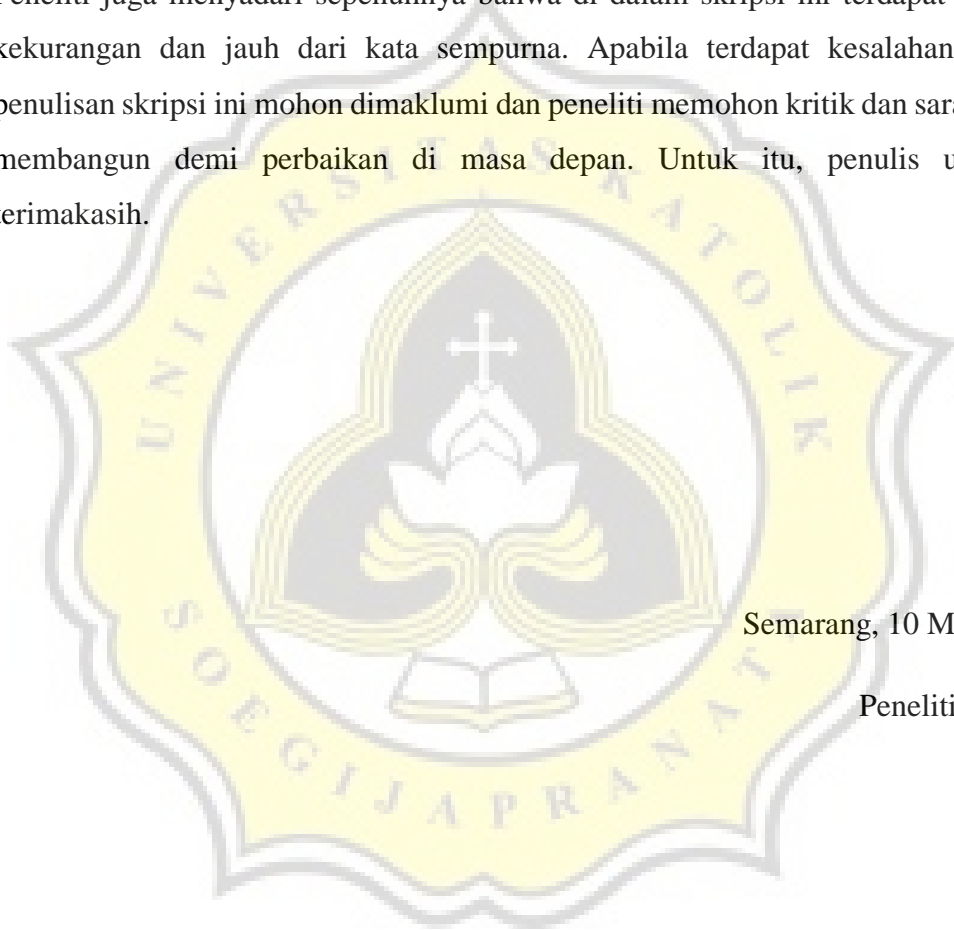 Peneliti juga menyadari sepenuhnya bahwa di dalam skripsi ini terdapat
kekurangan dan jauh dari kata sempurna. Apabila terdapat kesalahan
penulisan skripsi ini mohon dimaklumi dan peneliti memohon kritik dan
membangun demi perbaikan di masa depan. Untuk itu, penulis
terimakasih.
UNIVERSITAS KATOLIK
Semarang, 10
Peneliti
SOEGIJAPRANATA